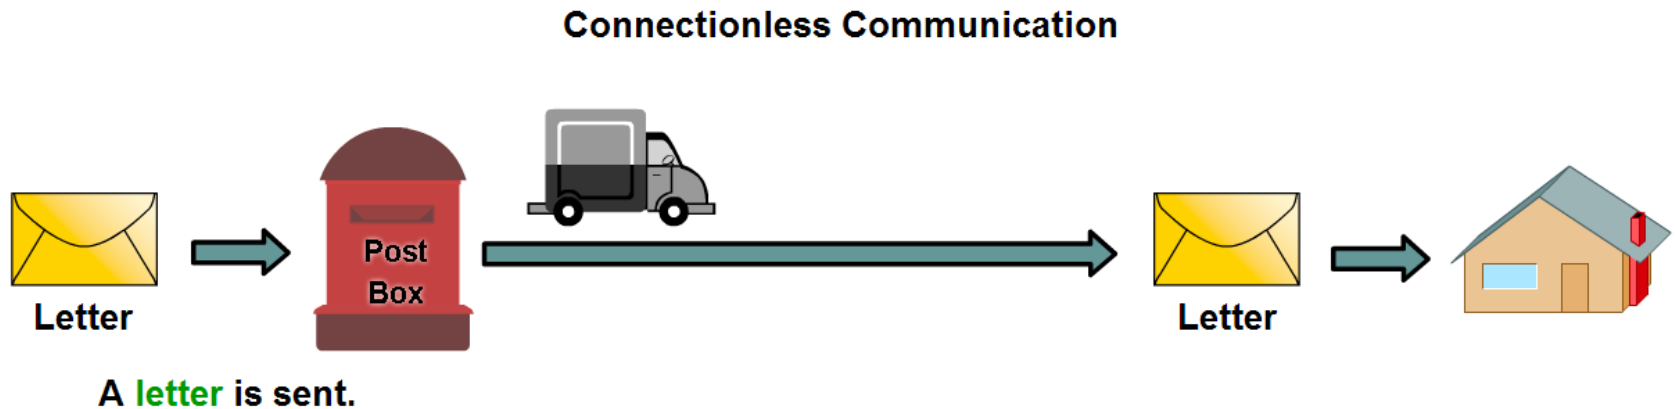 Connectionless Communication
Post
Box
Letter
Letter
A letter is sent.